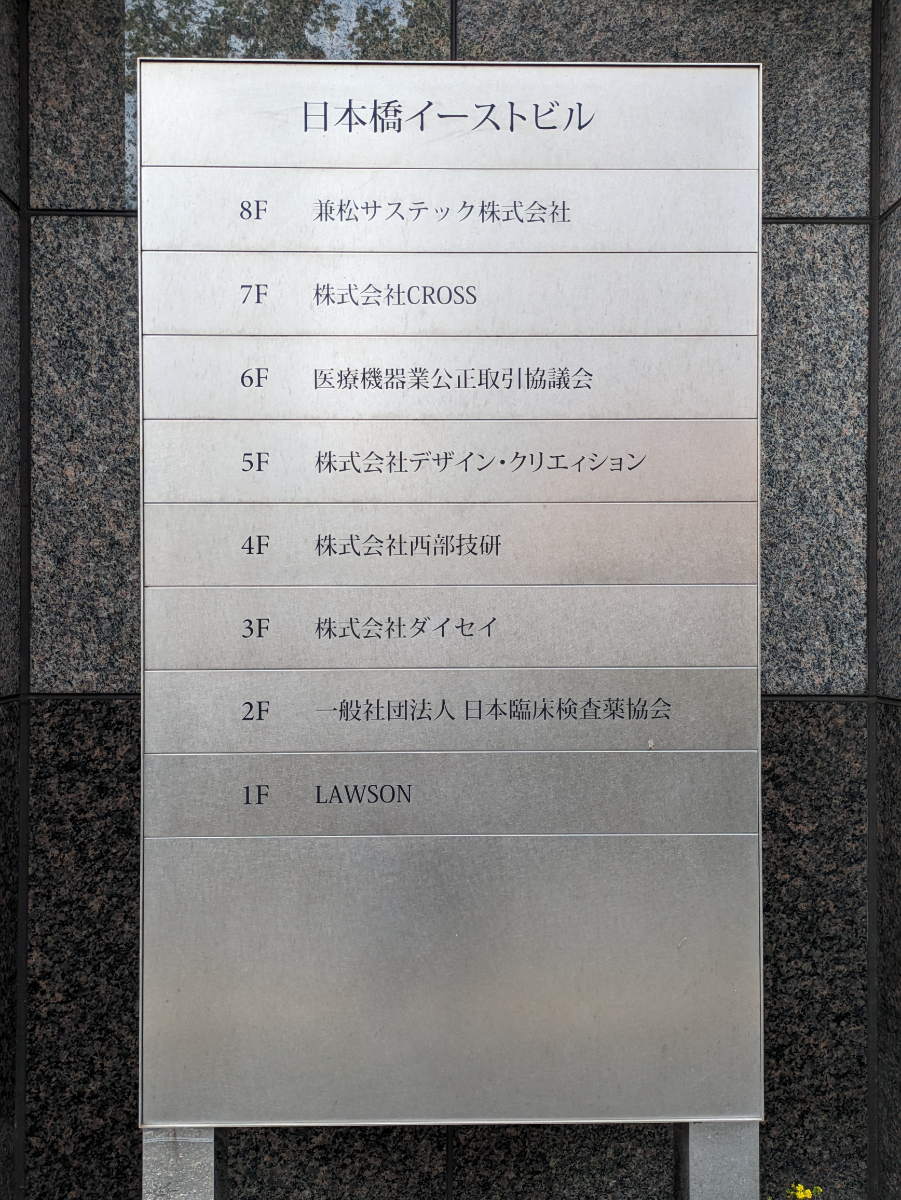 日本橋イーストビル
8F 兼松サステック株式会社
7F 株式会社CROSS
6F 医療機器業公正取引協議会
5F 株式会社デザイン・クリエィション
4F 株式会社西部技研
3F 株式会社ダイセイ
2F 一般社団法人 日本臨床検査薬協会
1F LAWSON